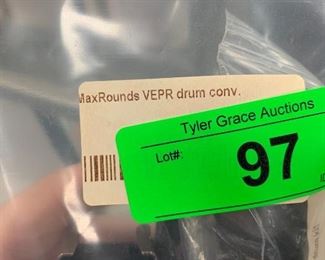 MaxRounds VEPR drum conv.
Tyler Grace Auctions
Lot#:
97